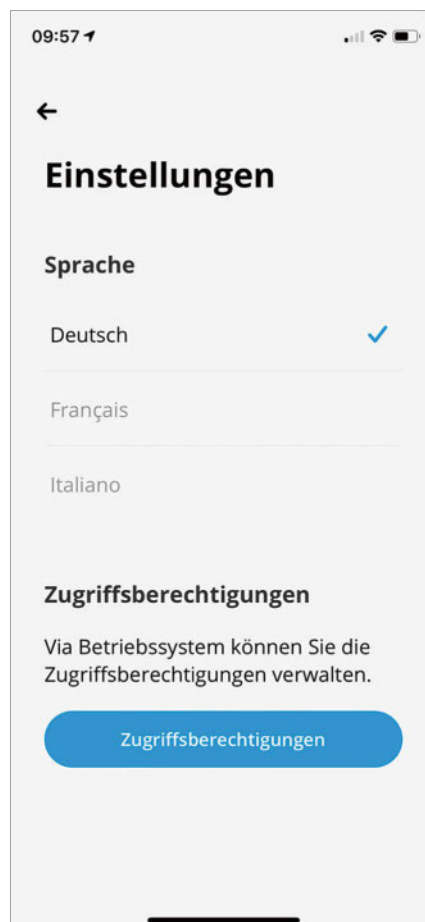 09:57
Einstellungen
Sprache
Deutsch
Français
Italiano
Zugriffsberechtigungen
Via Betriebssystem können Sie die
Zugriffsberechtigungen verwalten.
Zugriffsberechtigungen